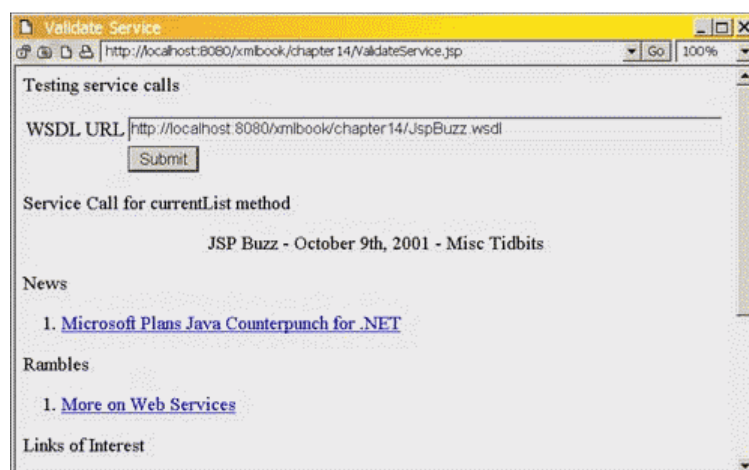 Validate Service
http://localhost:8080/xmlbook/chapter14/ValidateService.jsp Go 100%
Testing service calls
WSDL URL http://localhost:8080/xmlbook/chapter14/JspBuzz.wsdl
Submit
Service Call for currentList method
JSP Buzz - October 9th, 2001 - Misc Tidbits
News
1. Microsoft Plans Java Counterpunch for .NET
Rambles
1. More on Web Services
Links of Interest